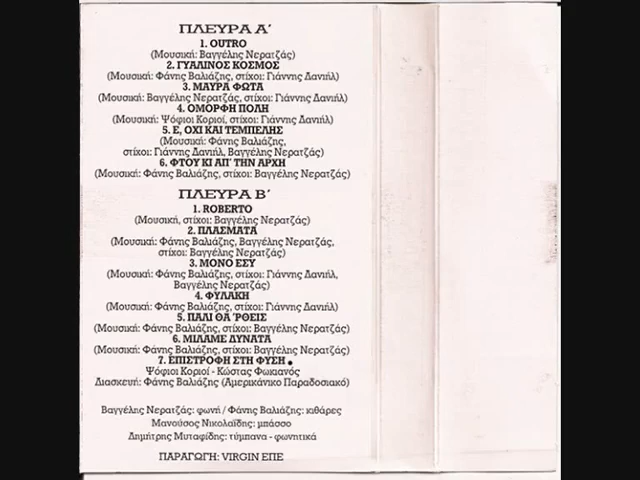 ΠΛΕΥΡΑ Α΄
1. OUTRO
(Μουσική: Βαγγέλης Νερατζάς)
2. ΓΥΑΛΙΝΟΣ ΚΟΣΜΟΣ
(Μουσική: Φάνης Βαλιάζης, στίχοι: Γιάννης Δανιήλ)
3. ΜΑΥΡΑ ΦΩΤΑ
(Μουσική: Βαγγέλης Νερατζάς, στίχοι: Γιάννης Δανιήλ)
4. ΟΜΟΡΦΗ ΠΟΛΗ
(Μουσική: Ψόφιοι Κοριοί, στίχοι: Γιάννης Δανιήλ)
5. Ε, ΟΧΙ ΚΑΙ ΤΕΜΠΕΛΗΣ
(Μουσική: Φάνης Βαλιάζης,
στίχοι: Γιάννης Δανιήλ, Βαγγέλης Νερατζάς)
6. ΦΤΟΥ ΚΙ ΑΠ' ΤΗΝ ΑΡΧΗ
(Μουσική: Φάνης Βαλιάζης, στίχοι: Βαγγέλης Νερατζάς)
ΠΛΕΥΡΑ Β΄
1. ROBERTO
(Μουσική, στίχοι: Βαγγέλης Νερατζάς)
2. ΠΛΑΣΜΑΤΑ
(Μουσική: Φάνης Βαλιάζης, Βαγγέλης Νερατζάς,
στίχοι: Βαγγέλης Νερατζάς)
3. ΜΟΝΟ ΕΣΥ
(Μουσική: Φάνης Βαλιάζης, στίχοι: Γιάννης Δανιήλ,
Βαγγέλης Νερατζάς)
4. ΦΥΛΑΚΗ
(Μουσική: Φάνης Βαλιάζης, στίχοι: Γιάννης Δανιήλ)
5. ΠΑΛΙ ΘΑ 'ΡΘΕΙΣ
(Μουσική: Φάνης Βαλιάζης, στίχοι: Βαγγέλης Νερατζάς)
6. ΜΙΛΑΜΕ ΔΥΝΑΤΑ
(Μουσική: Φάνης Βαλιάζης, στίχοι: Βαγγέλης Νερατζάς)
7. ΕΠΙΣΤΡΟΦΗ ΣΤΗ ΦΥΣΗ
Ψόφιοι Κοριοί - Κώστας Φωκιανός
Διασκευή: Φάνης Βαλιάζης (Αμερικάνικο Παραδοσιακό)
Βαγγέλης Νερατζάς: φωνή / Φάνης Βαλιάζης: κιθάρες
Μανούσος Νικολαΐδης: μπάσσο
Δημήτρης Μυταφίδης: τύμπανα - φωνητικά
ΠΑΡΑΓΩΓΗ: VIRGIN ΕΠΕ